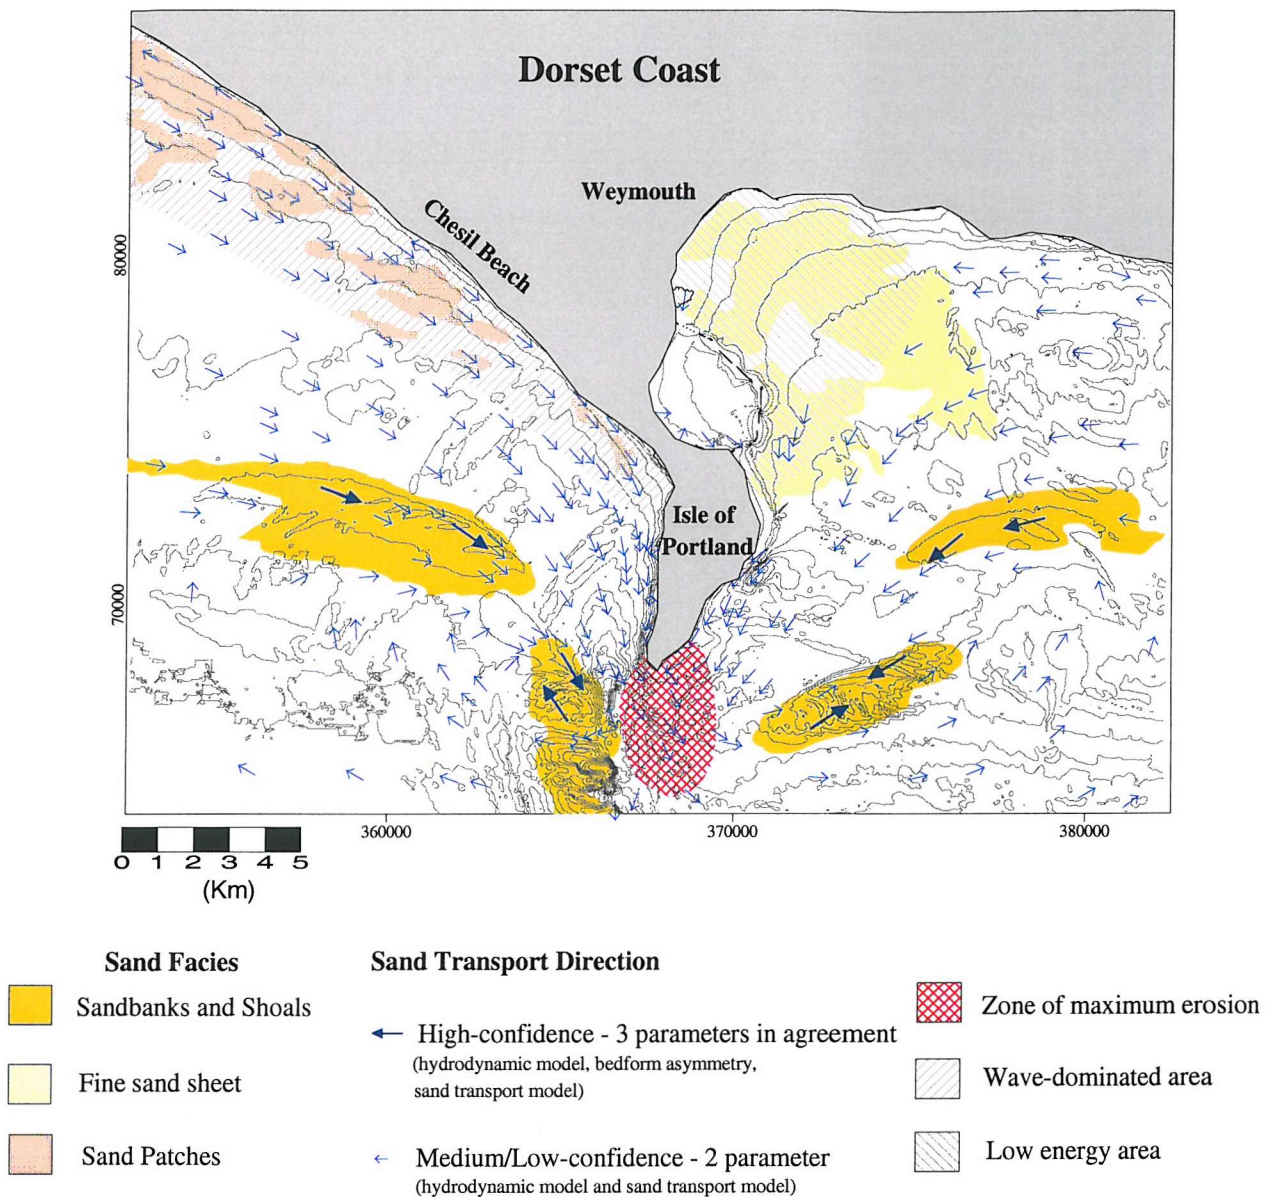 Dorset Coast
Weymouth
Chesil Beach
80000
Isle of
Portland
70000
360000
370000
380000
0 1 2 3 4 5
(Km)
Sand Facies
Sandbanks and Shoals
Fine sand sheet
Sand Patches
Sand Transport Direction
High-confidence - 3 parameters in agreement
(hydrodynamic model, bedform asymmetry,
sand transport model)
Medium/Low-confidence - 2 parameter
(hydrodynamic model and sand transport model)
Zone of maximum erosion
Wave-dominated area
Low energy area